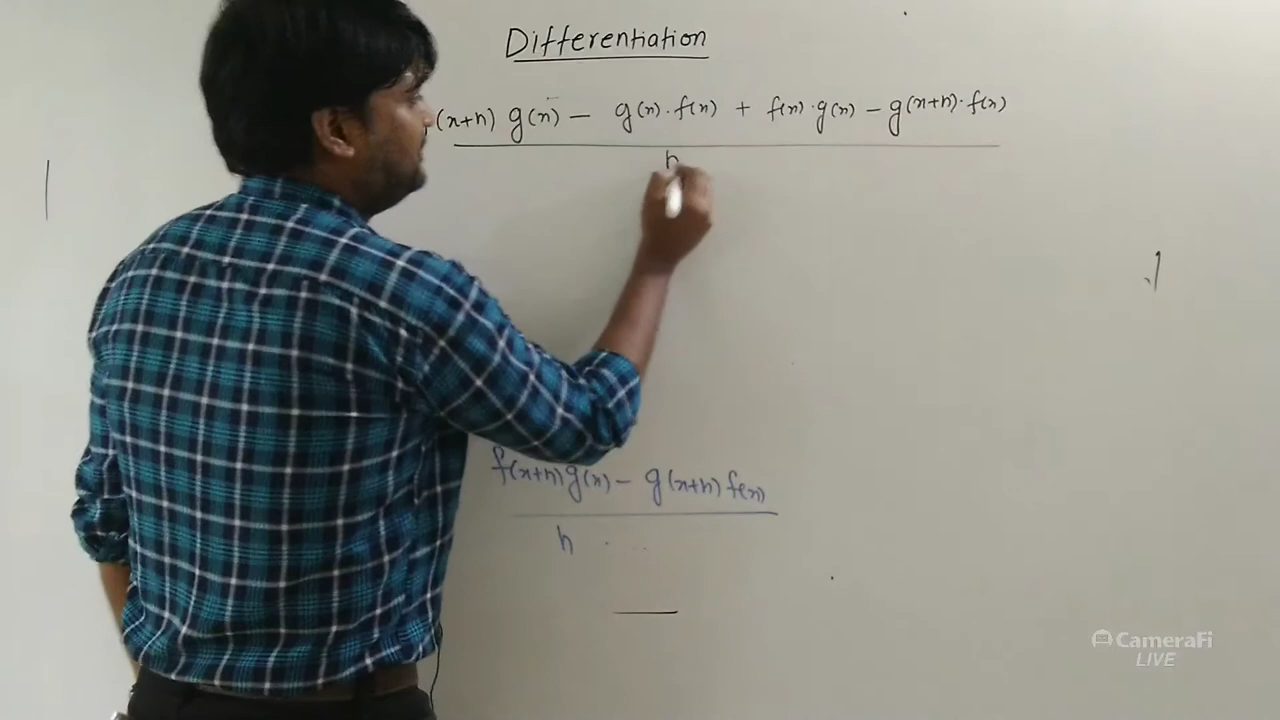 Differentiation
(x+h) g(x) - g(x)·f(x) + f(x)·g(x) - g(x+h)·f(x)
h
f(x+h)g(x) - g(x+h) f(x)
h
CameraFi
LIVE